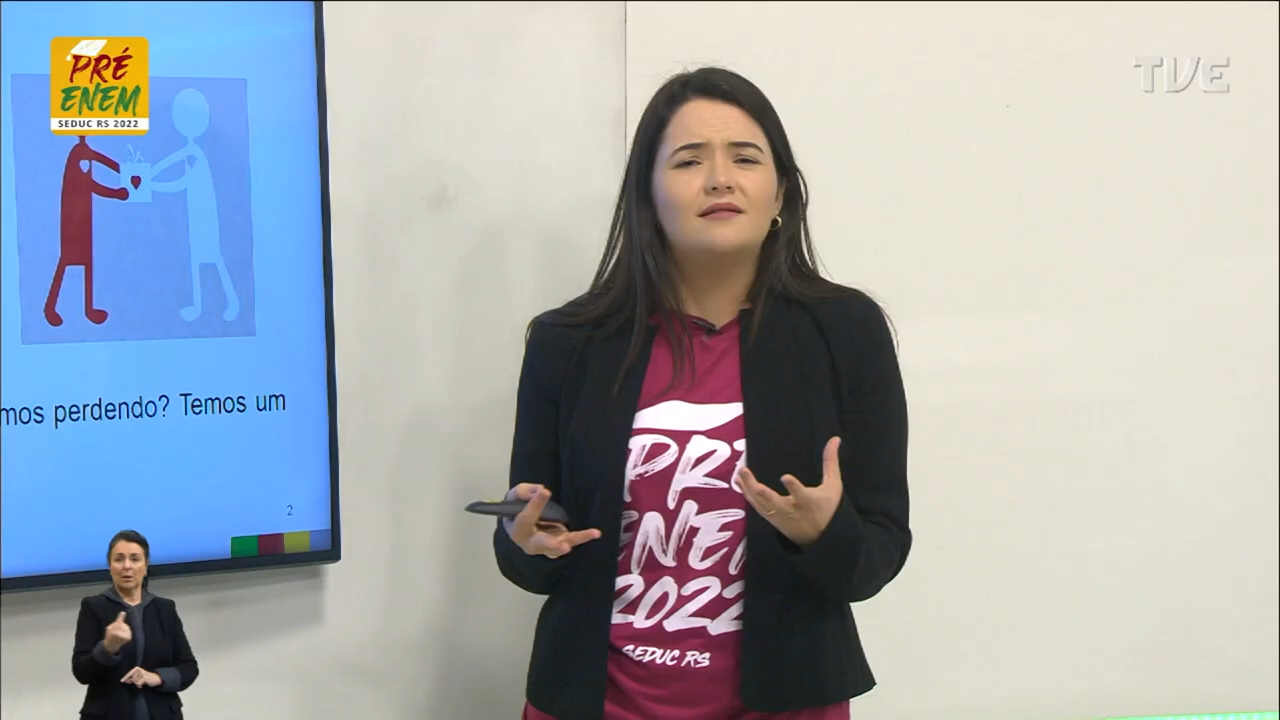 PRÉ
ENEM
SEDUC RS 2022
TVE
mos perdendo? Temos um
2
PRÉ
ENEM
2022
SEDUC RS